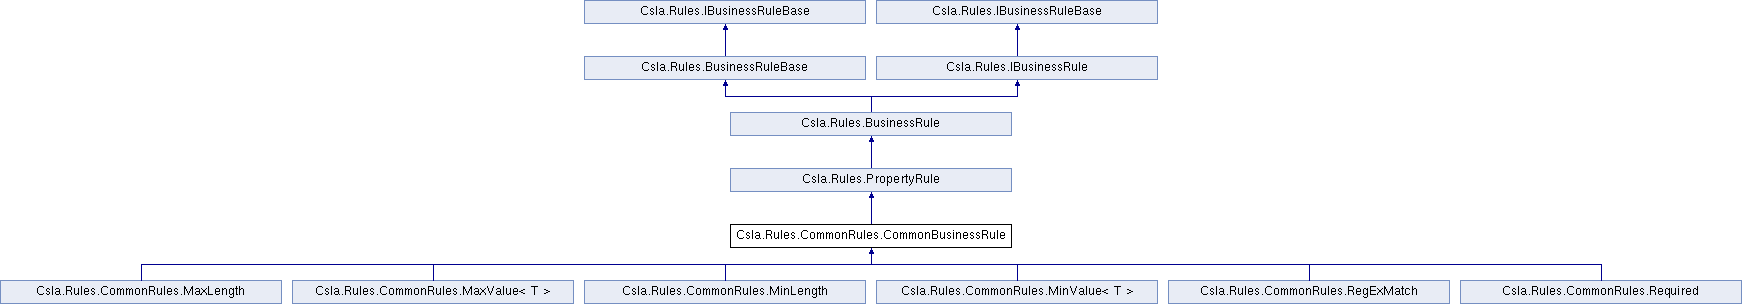 Csla.Rules.IBusinessRuleBase
Csla.Rules.IBusinessRuleBase
Csla.Rules.BusinessRuleBase
Csla.Rules.IBusinessRule
Csla.Rules.BusinessRule
Csla.Rules.PropertyRule
Csla.Rules.CommonRules.CommonBusinessRule
Csla.Rules.CommonRules.MaxLength
Csla.Rules.CommonRules.MaxValue< T >
Csla.Rules.CommonRules.MinLength
Csla.Rules.CommonRules.MinValue< T >
Csla.Rules.CommonRules.RegExMatch
Csla.Rules.CommonRules.Required